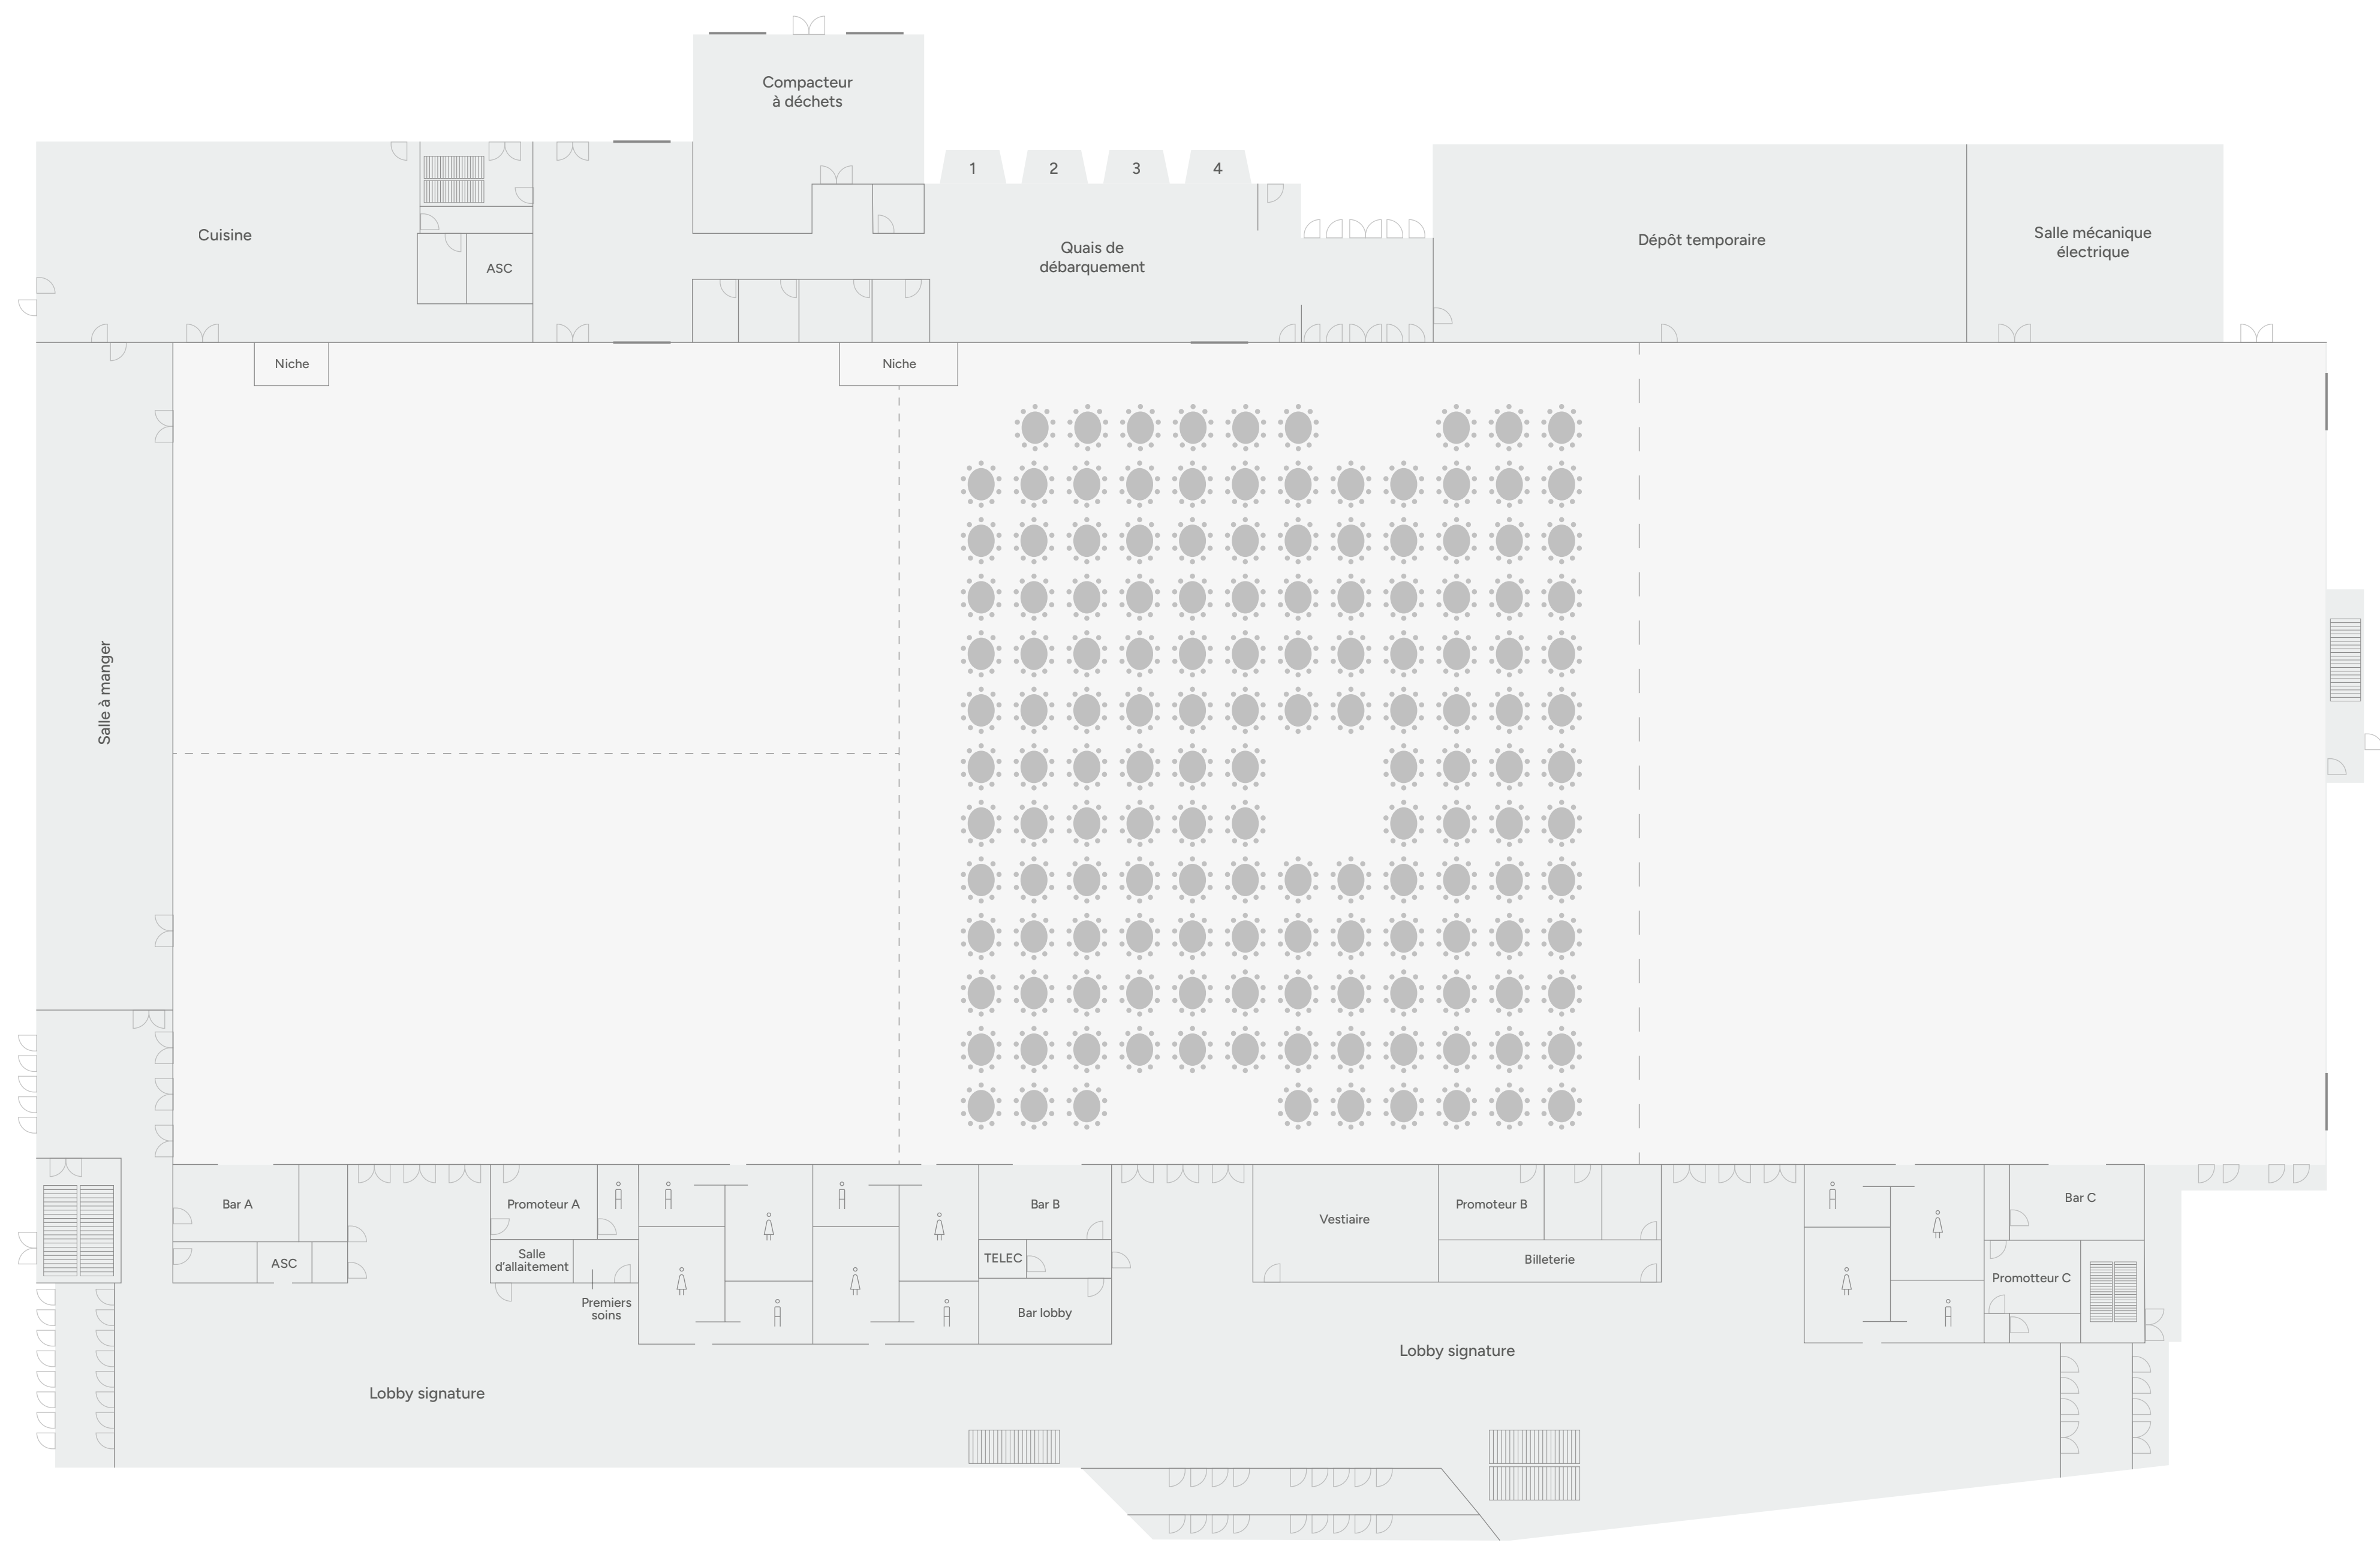 Compacteur
à déchets
1
2
3
4
Cuisine
ASC
Quais de
débarquement
Dépôt temporaire
Salle mécanique
électrique
Niche
Niche
Salle à manger
Bar A
ASC
Promoteur A
Salle
d'allaitement
Premiers
soins
Bar B
TELEC
Bar lobby
Vestiaire
Promoteur B
Billeterie
Bar C
Promotteur C
Lobby signature
Lobby signature